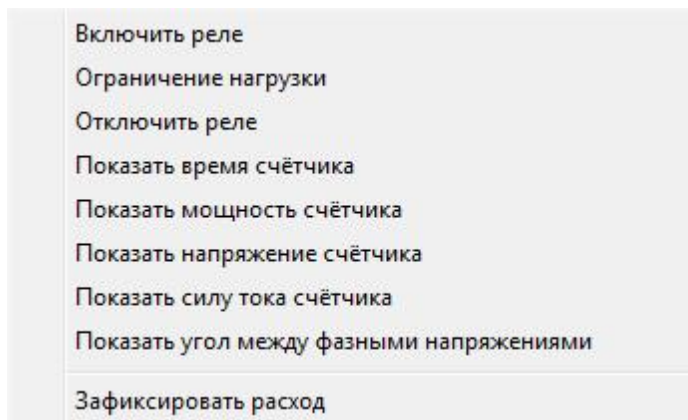 Включить реле
Ограничение нагрузки
Отключить реле
Показать время счётчика
Показать мощность счётчика
Показать напряжение счётчика
Показать силу тока счётчика
Показать угол между фазными напряжениями
Зафиксировать расход